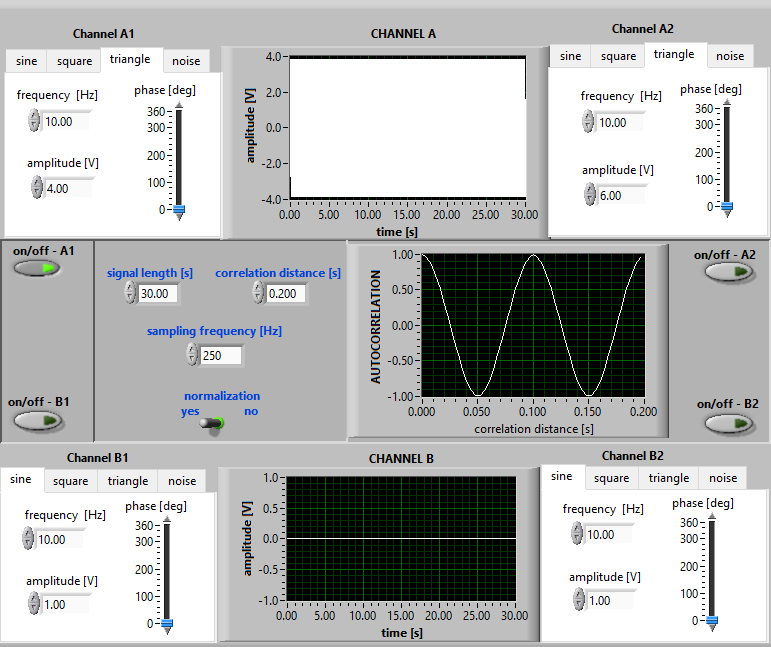 Channel A1
sine square triangle noise
frequency [Hz]
10.00
amplitude [V]
4.00
phase [deg]
360
300
200
100
0
CHANNEL A
amplitude [V]
4.0
2.0
0.0
-2.0
-4.0
0.00 5.00 10.00 15.00 20.00 25.00 30.00
time [s]
Channel A2
sine square triangle noise
frequency [Hz]
10.00
amplitude [V]
6.00
phase [deg]
360
300
200
100
0
on/off - A1
on/off - B1
signal length [s]
30.00
correlation distance [s]
0.200
sampling frequency [Hz]
250
normalization
yes no
AUTOCORRELATION
1.00
0.50
0.00
-0.50
-1.00
0.000 0.050 0.100 0.150 0.200
correlation distance [s]
on/off - A2
on/off - B2
Channel B1
sine square triangle noise
frequency [Hz]
10.00
amplitude [V]
1.00
phase [deg]
360
300
200
100
0
CHANNEL B
amplitude [V]
1.0
0.5
0.0
-0.5
-1.0
0.00 5.00 10.00 15.00 20.00 25.00 30.00
time [s]
Channel B2
sine square triangle noise
frequency [Hz]
10.00
amplitude [V]
1.00
phase [deg]
360
300
200
100
0